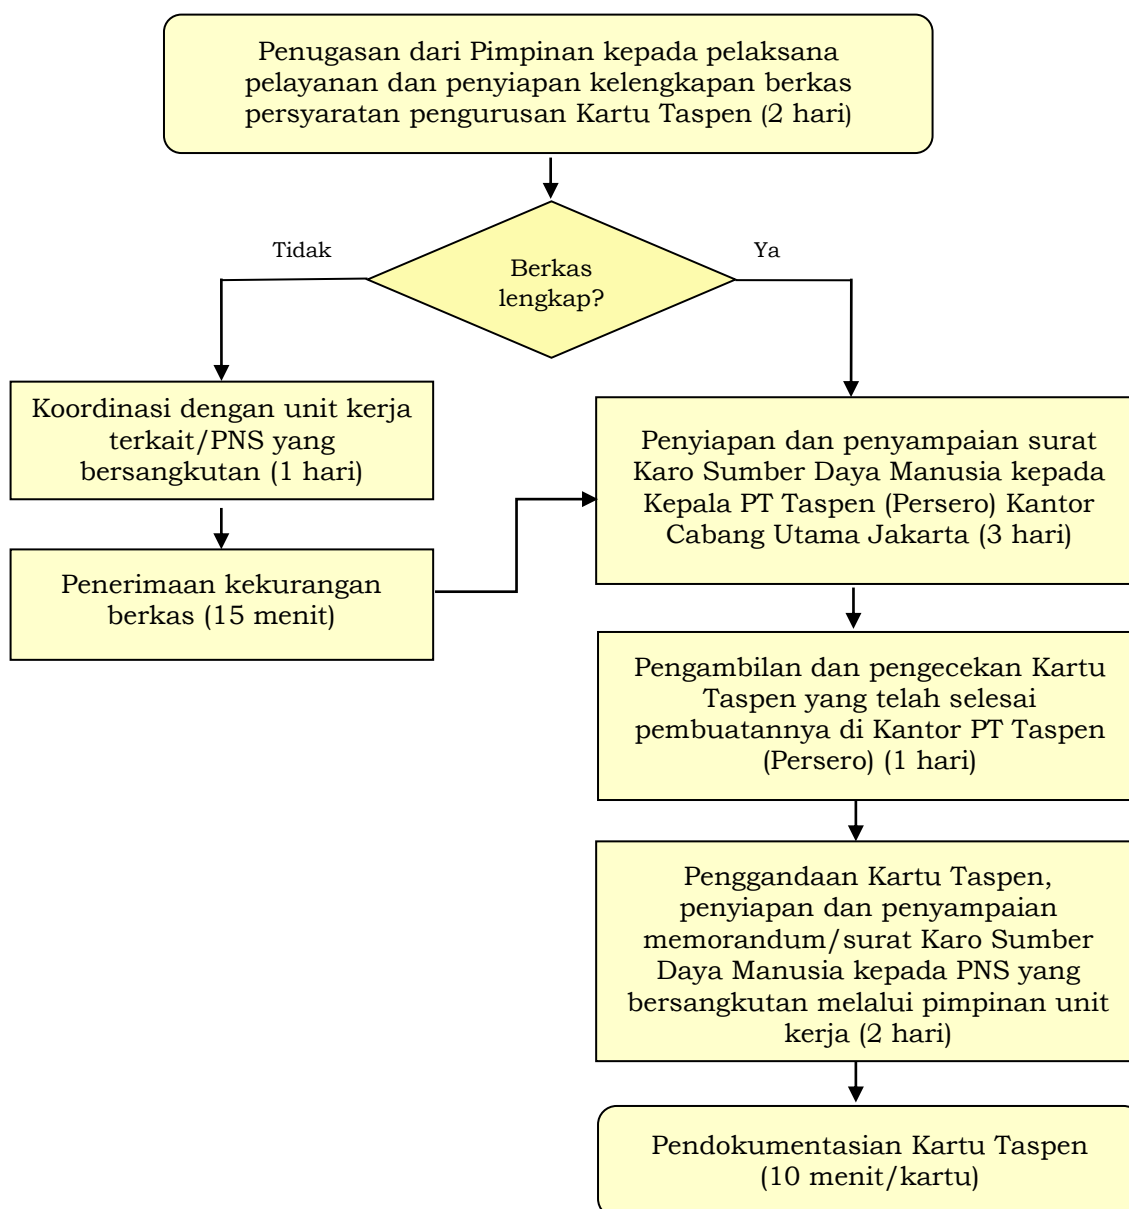 Penugasan dari Pimpinan kepada pelaksana
pelayanan dan penyiapan kelengkapan berkas
persyaratan pengurusan Kartu Taspen (2 hari)
Tidak
Ya
Berkas
lengkap?
Koordinasi dengan unit kerja
terkait/PNS yang
bersangkutan (1 hari)
Penerimaan kekurangan
berkas (15 menit)
Penyiapan dan penyampaian surat
Karo Sumber Daya Manusia kepada
Kepala PT Taspen (Persero) Kantor
Cabang Utama Jakarta (3 hari)
Pengambilan dan pengecekan Kartu
Taspen yang telah selesai
pembuatannya di Kantor PT Taspen
(Persero) (1 hari)
Penggandaan Kartu Taspen,
penyiapan dan penyampaian
memorandum/surat Karo Sumber
Daya Manusia kepada PNS yang
bersangkutan melalui pimpinan unit
kerja (2 hari)
Pendokumentasian Kartu Taspen
(10 menit/kartu)